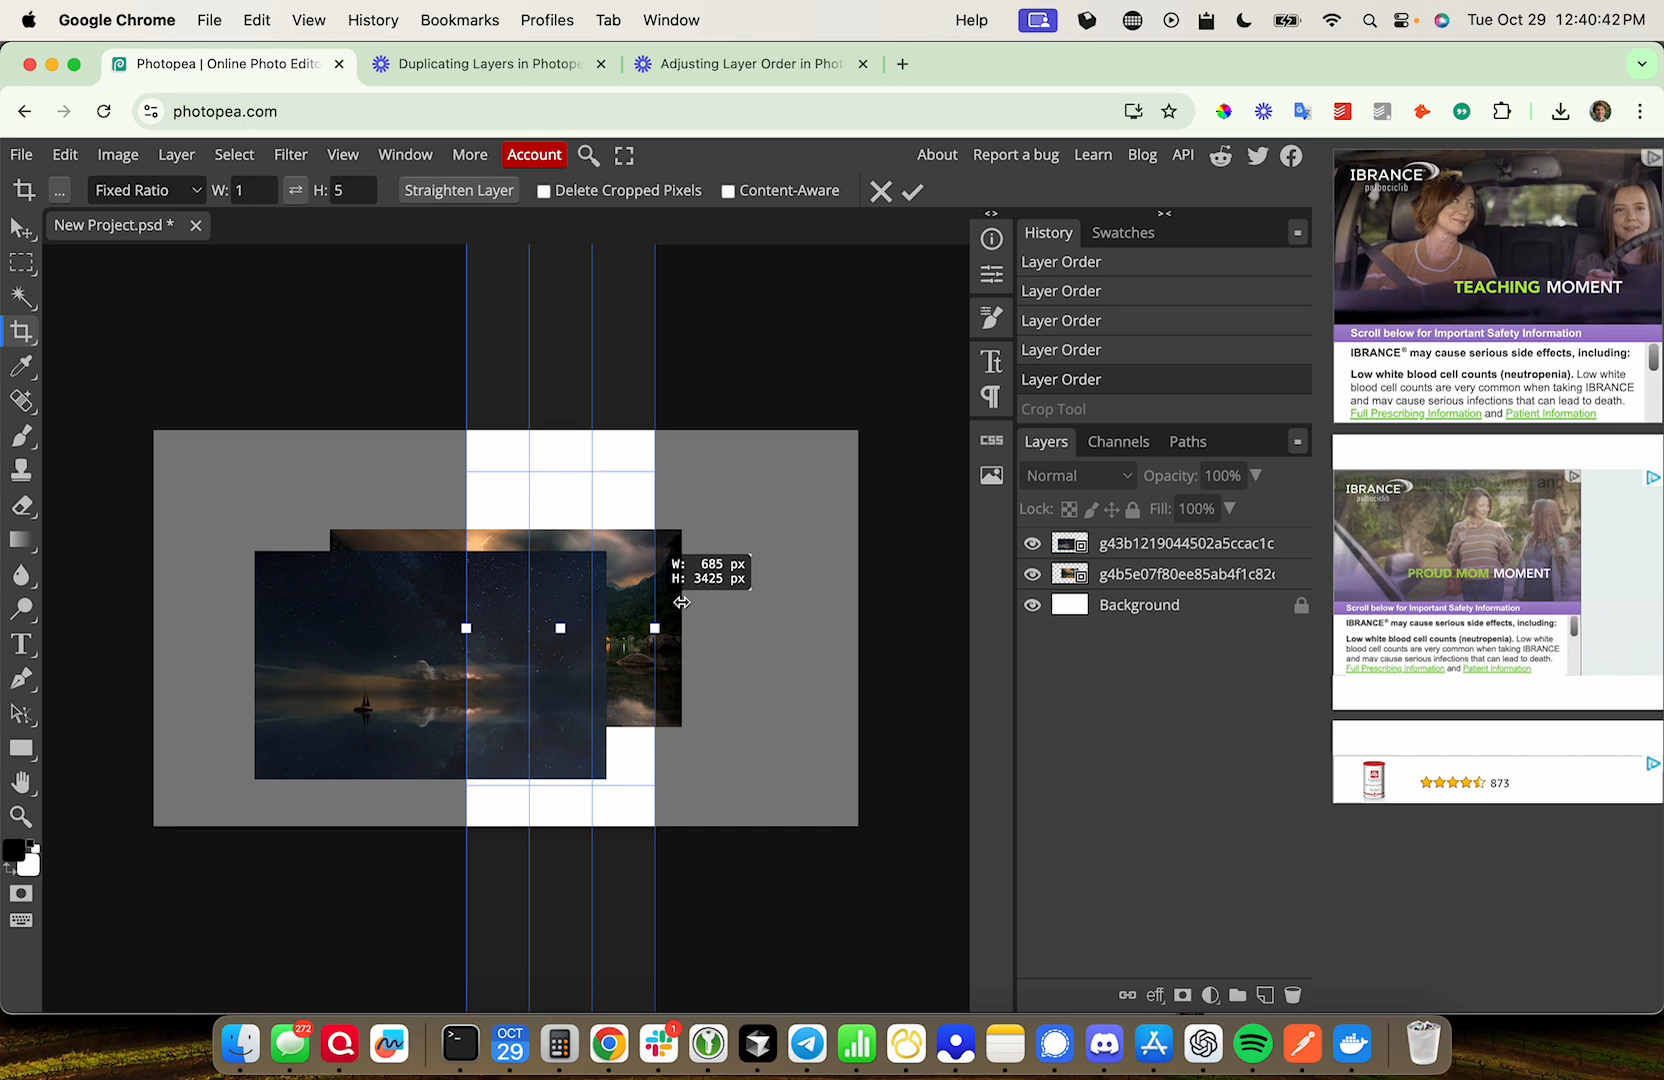 Google Chrome File Edit View History Bookmarks Profiles Tab Window Help Tue Oct 29 12:40:42 PM
Photopea | Online Photo Edito
Duplicating Layers in Photope
Adjusting Layer Order in Phot
photopea.com
File Edit Image Layer Select Filter View Window More Account
About Report a bug Learn Blog API
... Fixed Ratio W: 1 H: 5 Straighten Layer Delete Cropped Pixels Content-Aware
New Project.psd *
W: 685 px
H: 3425 px
History Swatches
Layer Order
Layer Order
Layer Order
Layer Order
Layer Order
Crop Tool
CSS
Layers Channels Paths
Normal Opacity: 100%
Lock: Fill: 100%
g43b1219044502a5ccac1c
g4b5e07f80ee85ab4f1c82
Background
eff
IBRANCE
palbociclib
TEACHING MOMENT
Scroll below for Important Safety Information
IBRANCE® may cause serious side effects, including:
Low white blood cell counts (neutropenia). Low white
blood cell counts are very common when taking IBRANCE
and may cause serious infections that can lead to death.
Full Prescribing Information and Patient Information
IBRANCE
palbociclib
PROUD MOM MOMENT
Scroll below for Important Safety Information
IBRANCE® may cause serious side effects, including:
Low white blood cell counts (neutropenia). Low white
blood cell counts are very common when taking IBRANCE
and may cause serious infections that can lead to death.
Full Prescribing Information and Patient Information
873
272
OCT
29
1